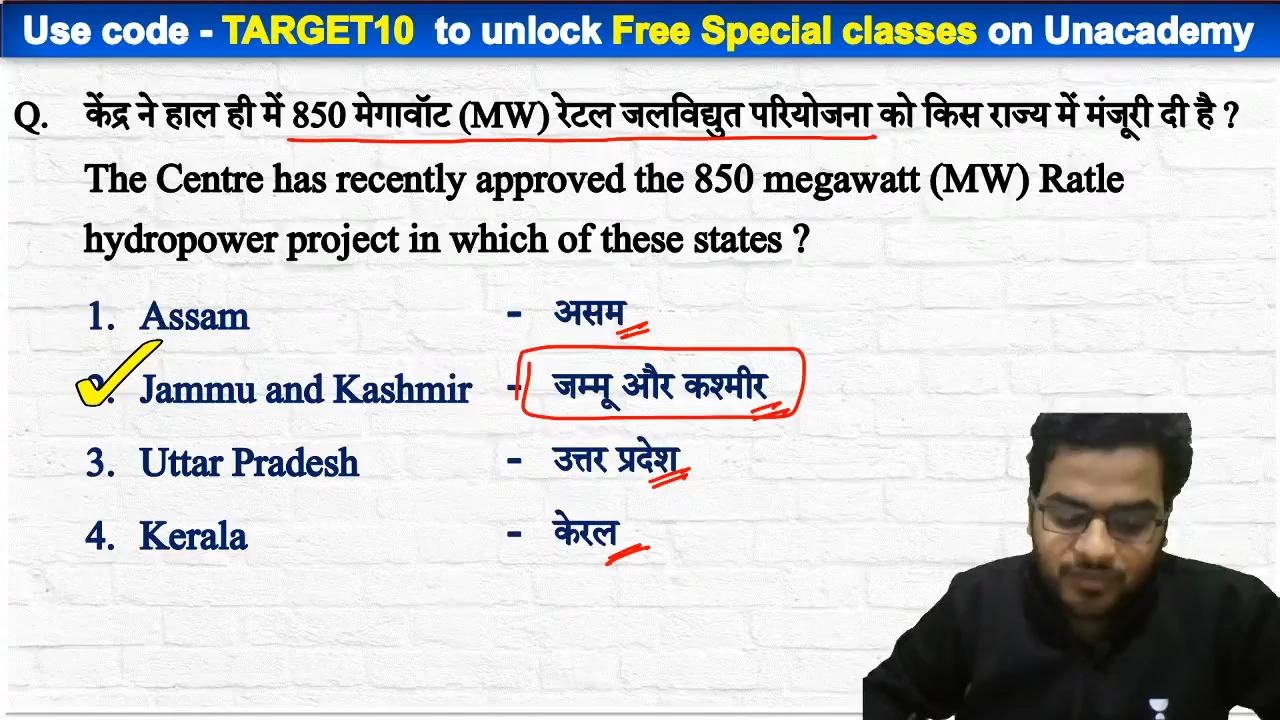 Use code - TARGET10 to unlock Free Special classes on Unacademy
Q. केंद्र ने हाल ही में 850 मेगावॉट (MW) रेटल जलविद्युत परियोजना को किस राज्य में मंजूरी दी है ?
The Centre has recently approved the 850 megawatt (MW) Ratle
hydropower project in which of these states ?
1. Assam - असम
2. Jammu and Kashmir - जम्मू और कश्मीर
3. Uttar Pradesh - उत्तर प्रदेश
4. Kerala - केरल